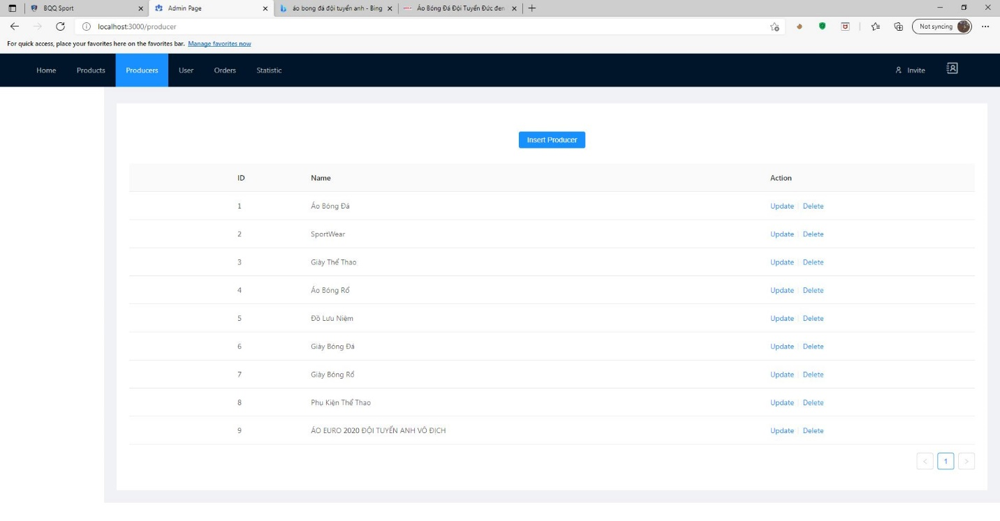 BQQ Sport
Admin Page
áo bong đá đội tuyển anh - Bing
Áo Bóng Đá Đội Tuyển Đức đen
localhost:3000/producer
Not syncing
For quick access, place your favorites here on the favorites bar. Manage favorites now
Home Products Producers User Orders Statistic Invite
Insert Producer
ID Name Action
1 Áo Bóng Đá Update Delete
2 SportWear Update Delete
3 Giày Thể Thao Update Delete
4 Áo Bóng Rổ Update Delete
5 Đồ Lưu Niệm Update Delete
6 Giày Bóng Đá Update Delete
7 Giày Bóng Rổ Update Delete
8 Phụ Kiện Thể Thao Update Delete
9 ÁO EURO 2020 ĐỘI TUYỂN ANH VÔ ĐỊCH Update Delete
< 1 >